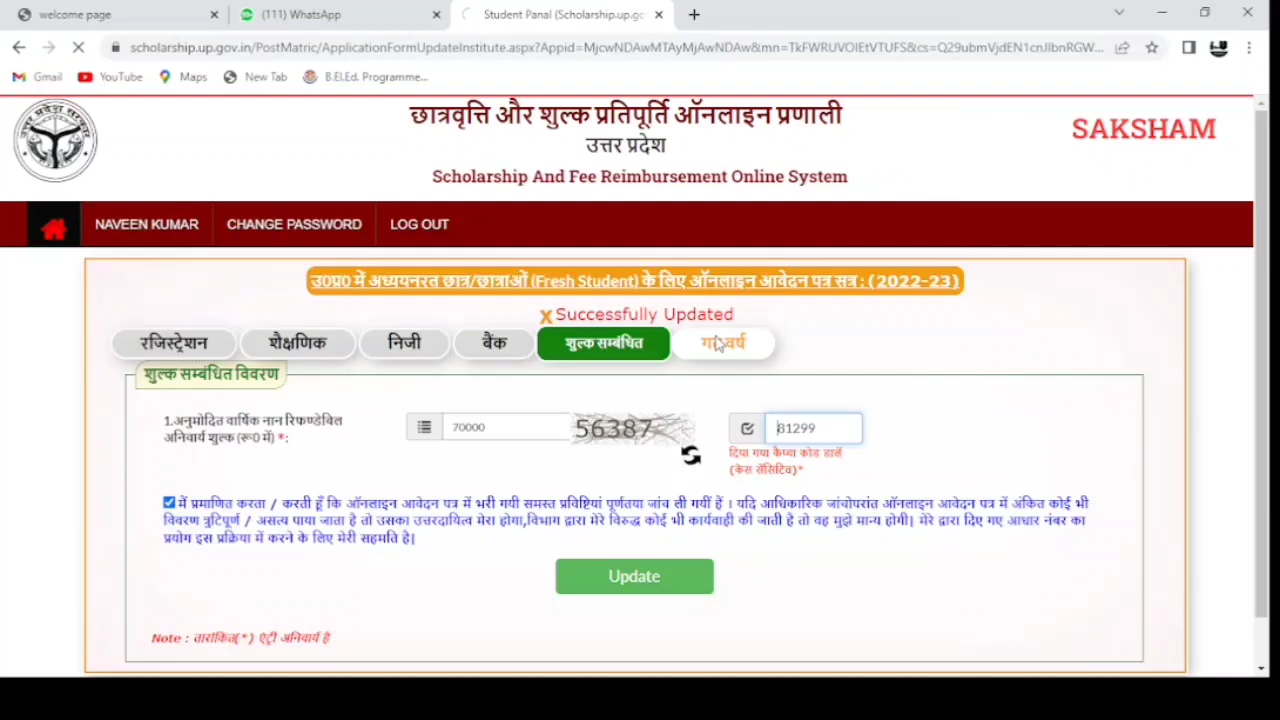 welcome page
(111) WhatsApp
Student Panal (Scholarship.up.go
scholarship.up.gov.in/PostMatric/ApplicationFormUpdateInstitute.aspx?Appid=MjcwNDAwMTAyMjAwNDAw&mn=TkFWRUVOIEtVTUFS&cs=Q29ubmVjdEN1cnJlbnRGW...
Gmail
YouTube
Maps
New Tab
B.El.Ed. Programme...
छात्रवृत्ति और शुल्क प्रतिपूर्ति ऑनलाइन प्रणाली
उत्तर प्रदेश
SAKSHAM
Scholarship And Fee Reimbursement Online System
NAVEEN KUMAR
CHANGE PASSWORD
LOG OUT
उ0प्र0 में अध्ययनरत छात्र/छात्राओं (Fresh Student) के लिए ऑनलाइन आवेदन पत्र सत्र : (2022-23)
X Successfully Updated
रजिस्ट्रेशन
शैक्षणिक
निजी
बैंक
शुल्क सम्बंधित
शुल्क सम्बंधित विवरण
1.अनुमोदित वार्षिक नान रिफण्डेविल
अनिवार्य शुल्क (रू0 में) *:
70000
56387
81299
दिया गया कैप्चा कोड डालें
(केस सेंसिटिव)*
में प्रमाणित करता / करती हूँ कि ऑनलाइन आवेदन पत्र में भरी गयी समस्त प्रविष्टियां पूर्णतया जांच ली गयीं हैं । यदि आधिकारिक जांचोपरांत ऑनलाइन आवेदन पत्र में अंकित कोई भी
विवरण त्रुटिपूर्ण / असत्य पाया जाता है तो उसका उत्तरदायित्व मेरा होगा,विभाग द्वारा मेरे विरुद्ध कोई भी कार्यवाही की जाती है तो वह मुझे मान्य होगी| मेरे द्वारा दिए गए आधार नंबर का
प्रयोग इस प्रक्रिया में करने के लिए मेरी सहमति है|
Update
Note : तारांकित(*) एंट्री अनिवार्य है